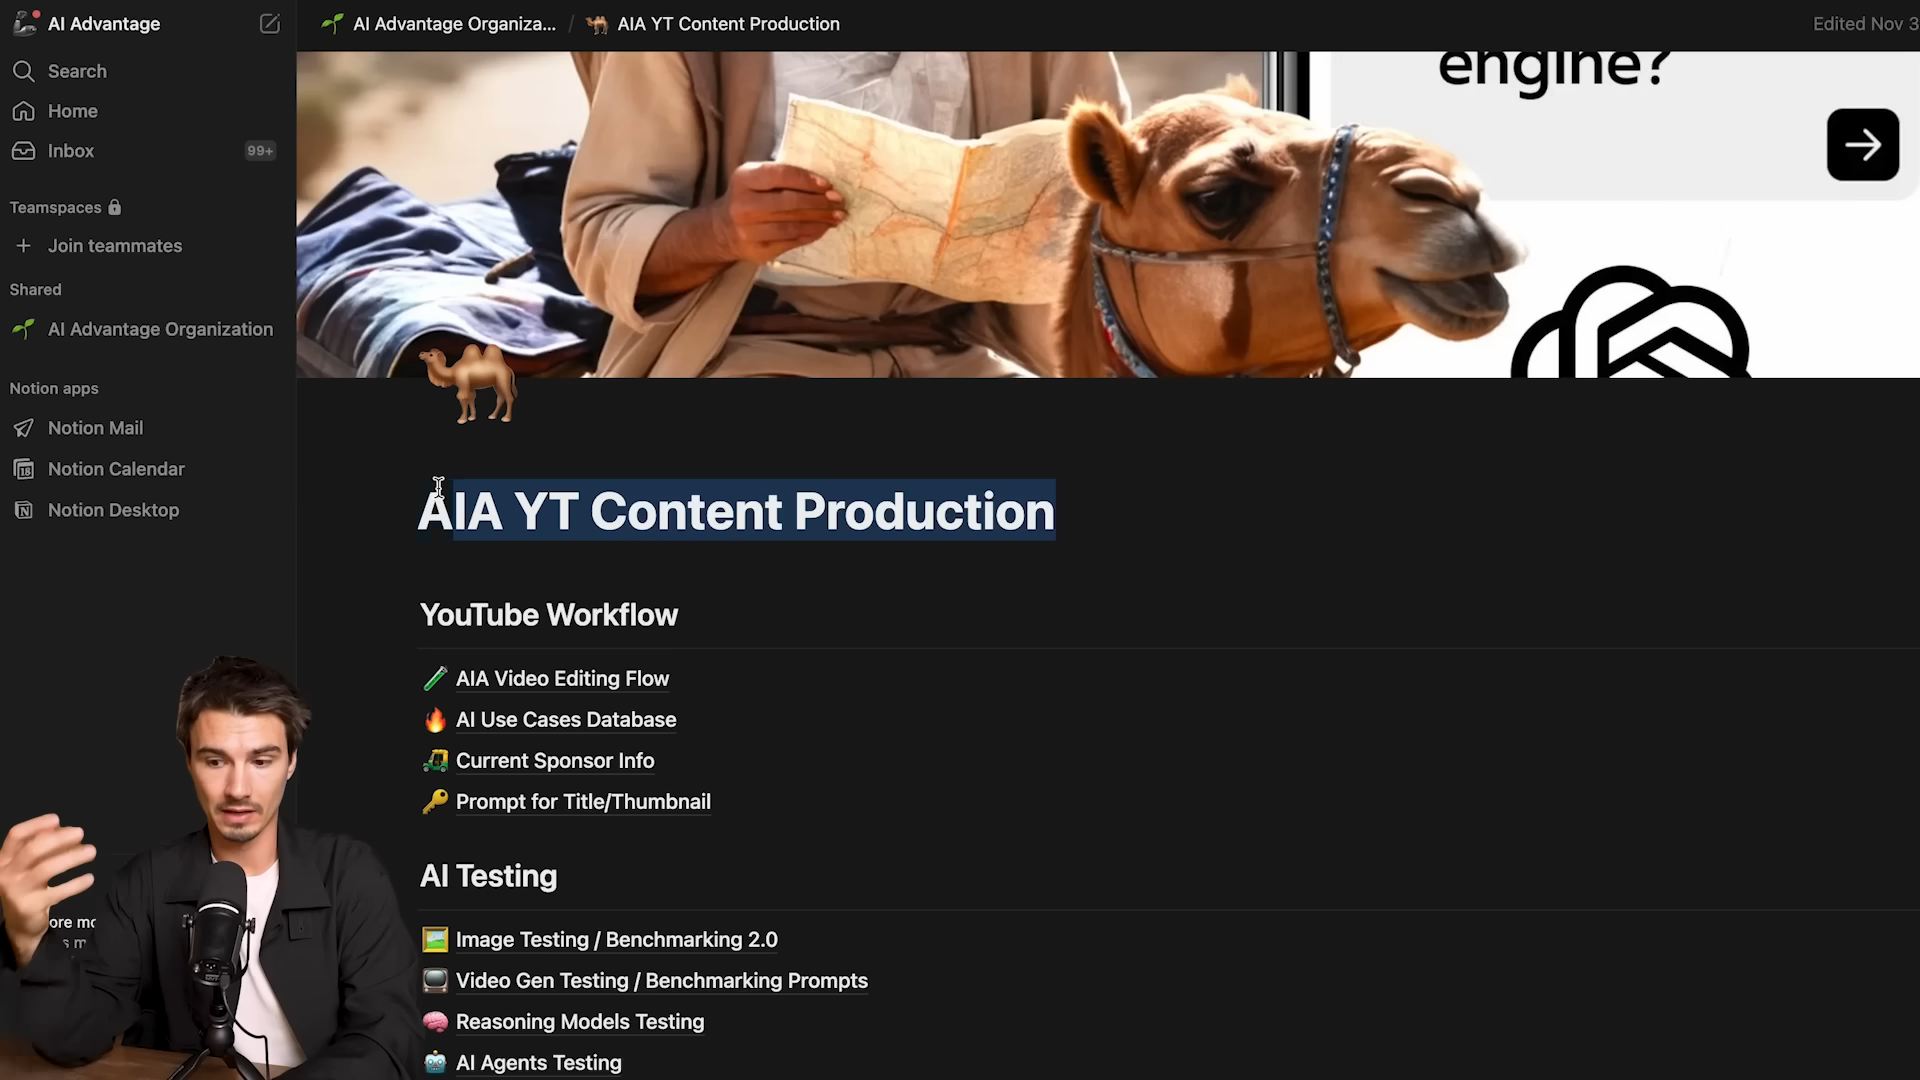 AI Advantage
AI Advantage Organiza... / AIA YT Content Production
Edited Nov 3
Search
Home
Inbox 99+
Teamspaces
Join teammates
Shared
AI Advantage Organization
Notion apps
Notion Mail
18 Notion Calendar
Notion Desktop
engine?
AIA YT Content Production
YouTube Workflow
AIA Video Editing Flow
AI Use Cases Database
Current Sponsor Info
Prompt for Title/Thumbnail
AI Testing
Image Testing / Benchmarking 2.0
Video Gen Testing / Benchmarking Prompts
Reasoning Models Testing
AI Agents Testing